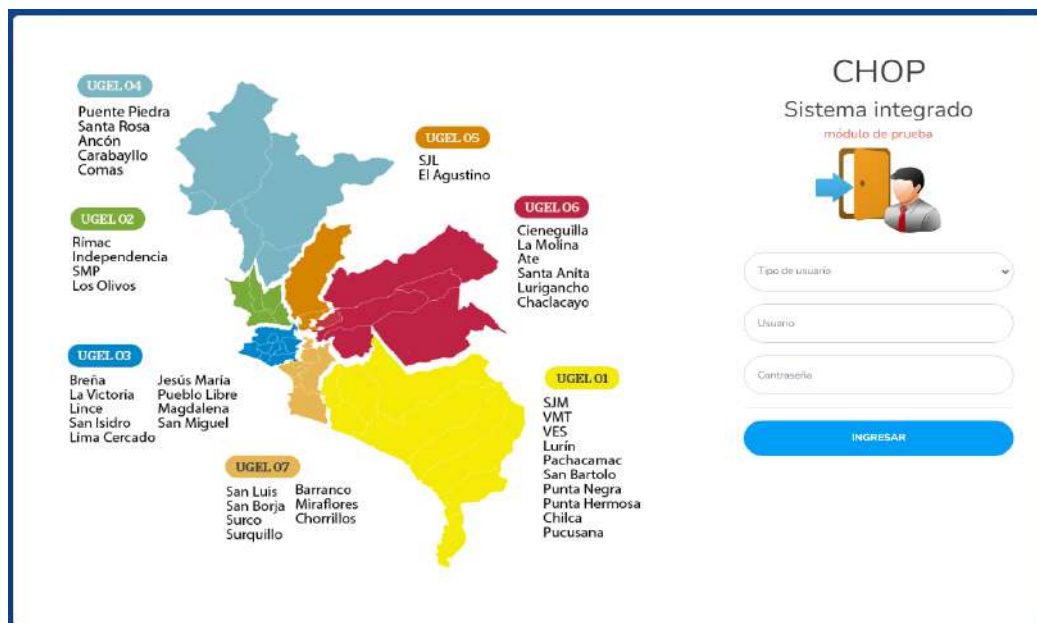 UGEL 04
Puente Piedra
Santa Rosa
Ancón
Carabayllo
Comas
UGEL 05
SJL
El Agustino
UGEL 02
Rímac
Independencia
SMP
Los Olivos
UGEL 06
Cieneguilla
La Molina
Ate
Santa Anita
Lurigancho
Chaclacayo
UGEL 03
Breña
La Victoria
Lince
San Isidro
Lima Cercado
Jesús María
Pueblo Libre
Magdalena
San Miguel
UGEL 01
SJM
VMT
VES
Lurín
Pachacamac
San Bartolo
Punta Negra
Punta Hermosa
Chilca
Pucusana
UGEL 07
San Luis
San Borja
Surco
Surquillo
Barranco
Miraflores
Chorrillos
CHOP
Sistema integrado
módulo de prueba
Tipo de usuario
Usuario
Contraseña
INGRESAR